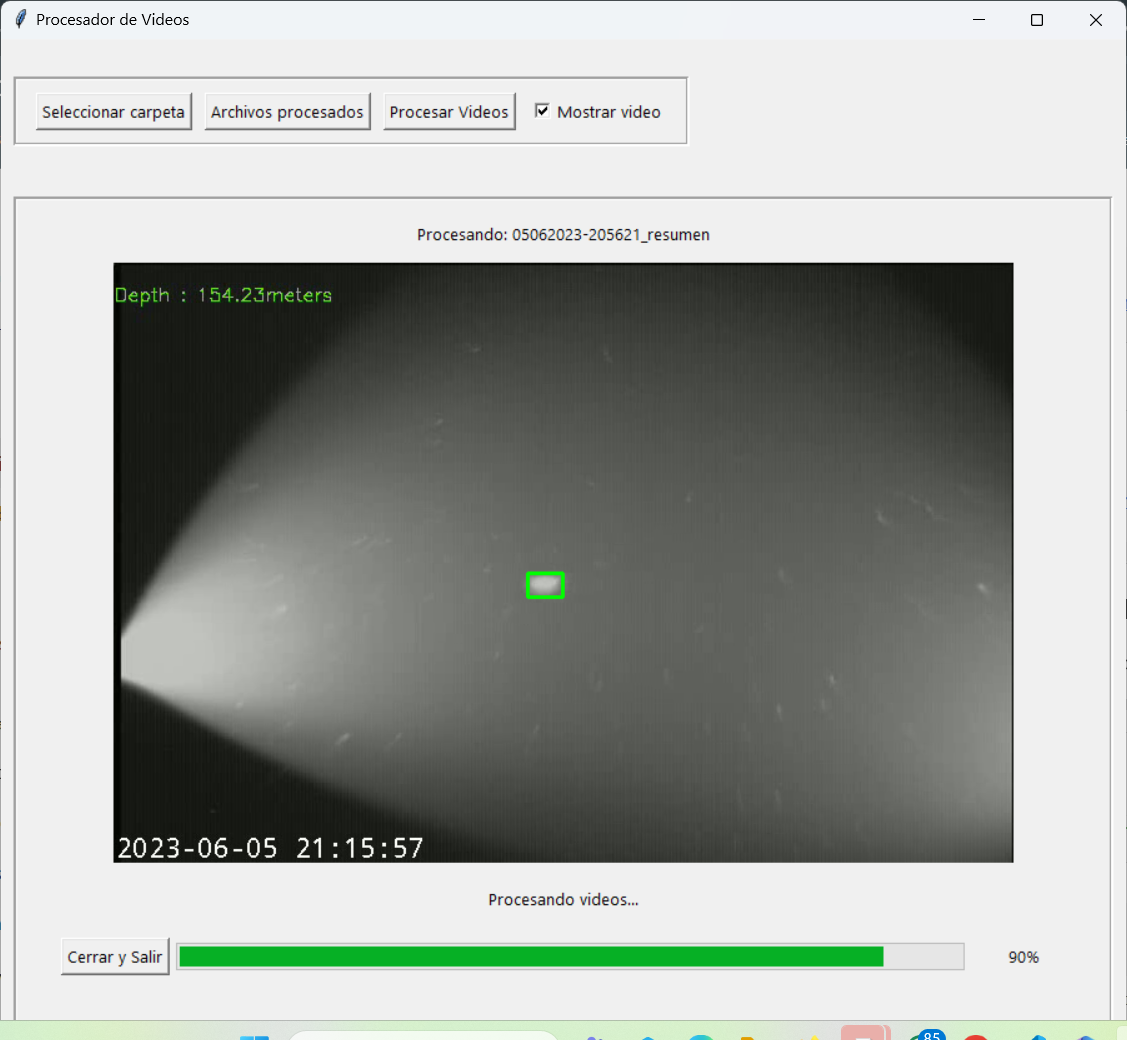 Procesador de Videos
Seleccionar carpeta Archivos procesados Procesar Videos Mostrar video
Procesando: 05062023-205621_resumen
Depth : 154.23meters
2023-06-05 21:15:57
Procesando videos...
Cerrar y Salir 90%
85